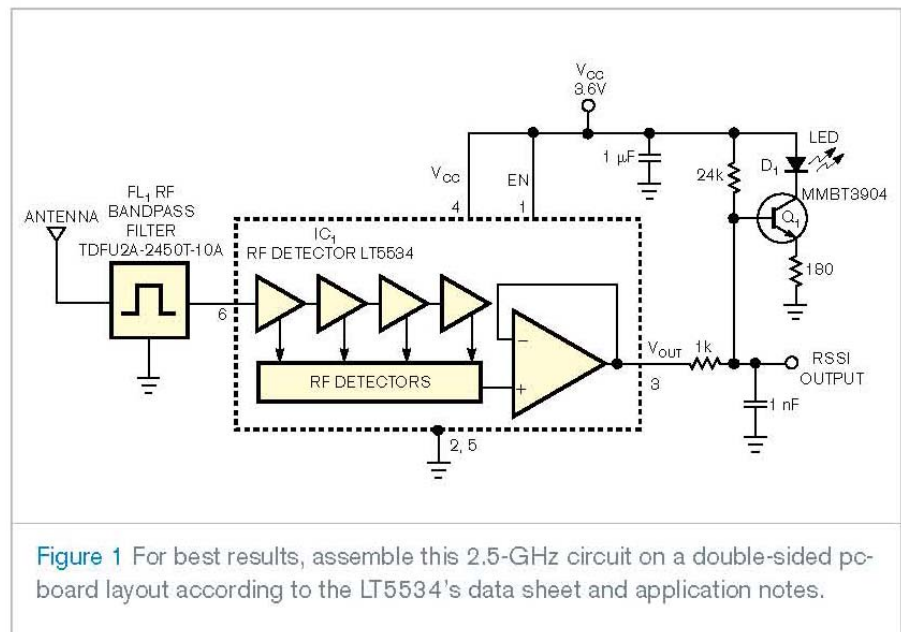 V_CC
3.6V
LED
1 μF
D1
24k
V_CC
EN
MMBT3904
FL1 RF
BANDPASS
FILTER
TDFU2A-2450T-10A
ANTENNA
4
1
Q1
IC1
RF DETECTOR LT5534
180
6
−
V_OUT
1k
RSSI
OUTPUT
RF DETECTORS
+
3
1 nF
2, 5
Figure 1 For best results, assemble this 2.5-GHz circuit on a double-sided pc-
board layout according to the LT5534's data sheet and application notes.